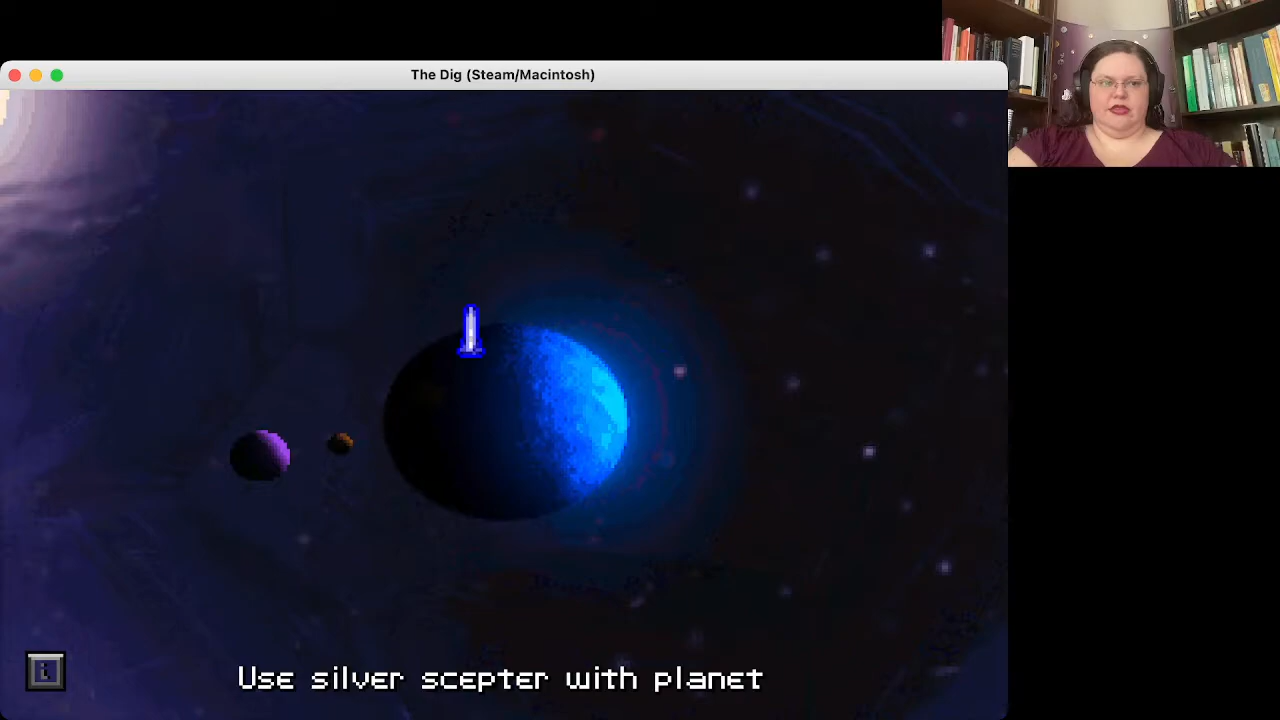 The Dig (Steam/Macintosh)
i
Use silver scepter with planet